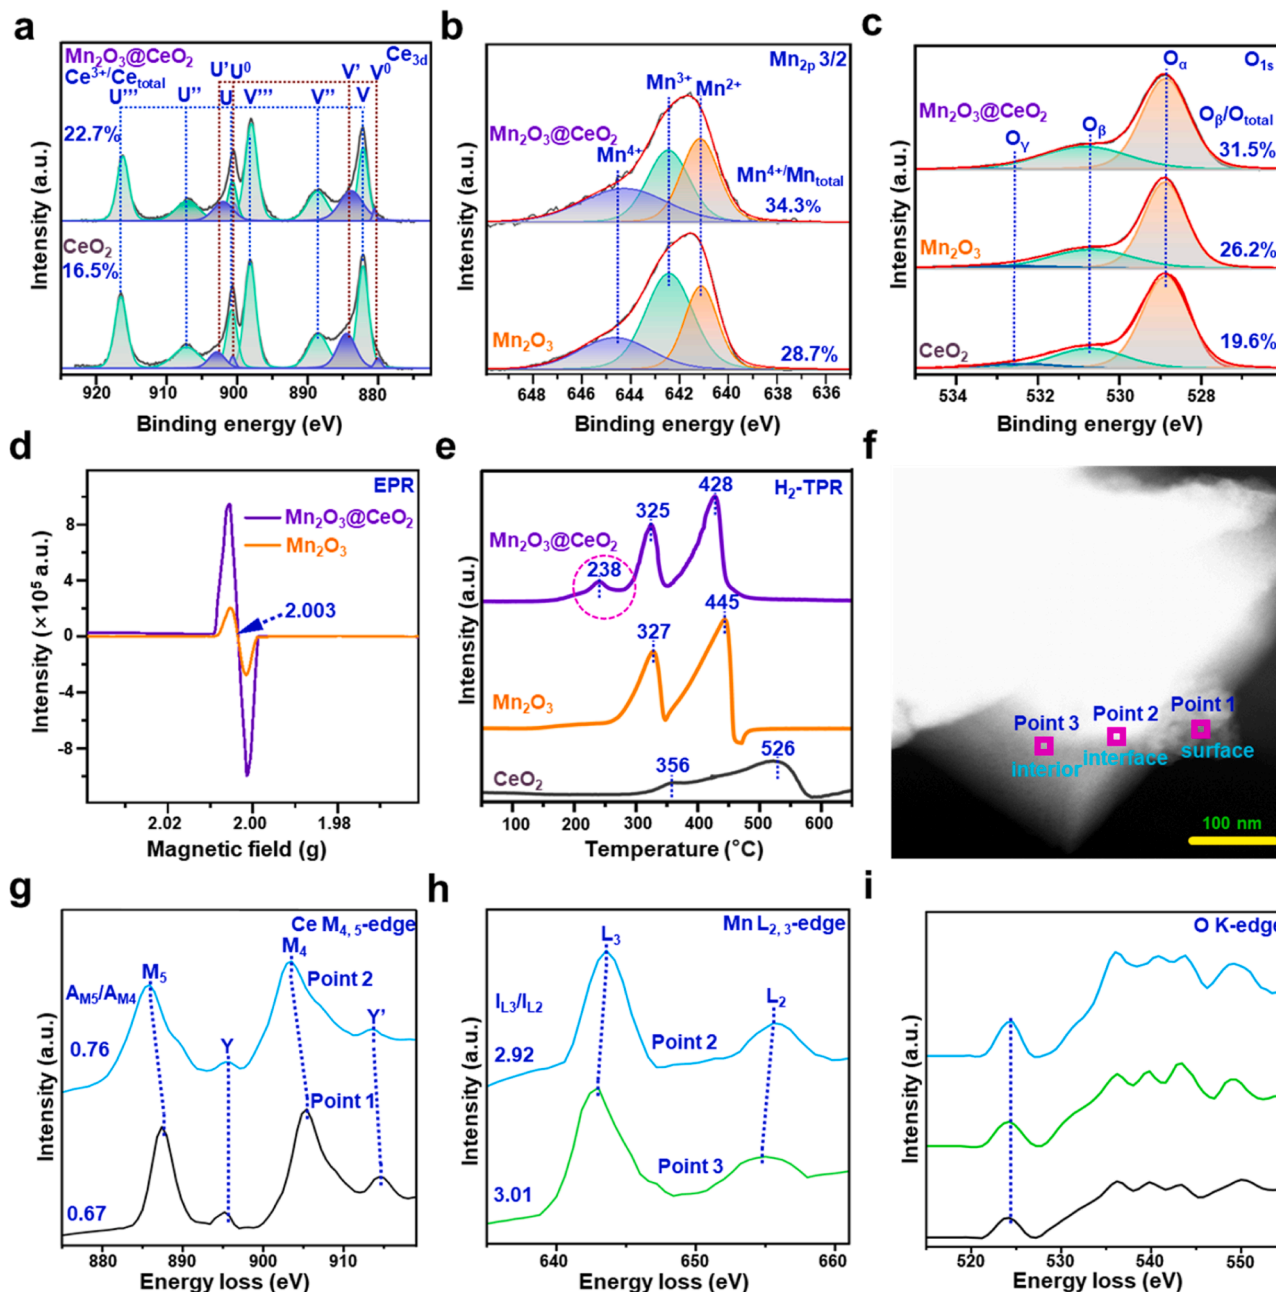 a
Mn₂O₃@CeO₂
Ce3d
Ce³⁺/Cetotal
U''' U'' U' U U⁰ V''' V'' V' V V⁰
22.7%
CeO₂
16.5%
Intensity (a.u.)
920 910 900 890 880
Binding energy (eV)
b
Mn2p 3/2
Mn³⁺ Mn²⁺
Mn₂O₃@CeO₂
Mn⁴⁺
Mn⁴⁺/Mntotal
34.3%
Mn₂O₃
28.7%
Intensity (a.u.)
648 646 644 642 640 638 636
Binding energy (eV)
c
Oα
O1s
Mn₂O₃@CeO₂
Oγ Oβ
Oβ/Ototal
31.5%
Mn₂O₃
26.2%
CeO₂
19.6%
Intensity (a.u.)
534 532 530 528
Binding energy (eV)
d
EPR
Mn₂O₃@CeO₂
Mn₂O₃
2.003
Intensity (×10⁵ a.u.)
8
4
0
-4
-8
2.02 2.00 1.98
Magnetic field (g)
e
H₂-TPR
428
325
Mn₂O₃@CeO₂
238
445
327
Mn₂O₃
526
356
CeO₂
Intensity (a.u.)
100 200 300 400 500 600
Temperature (°C)
f
Point 3 Point 2 Point 1
interior interface surface
100 nm
g
Ce M4, 5-edge
M5 M4
AM5/AM4
Point 2
Y Y'
0.76
Point 1
0.67
Intensity (a.u.)
880 890 900 910
Energy loss (eV)
h
Mn L2, 3-edge
L3
L2
IL3/IL2
2.92
Point 2
Point 3
3.01
Intensity (a.u.)
640 650 660
Energy loss (eV)
i
O K-edge
Intensity (a.u.)
520 530 540 550
Energy loss (eV)